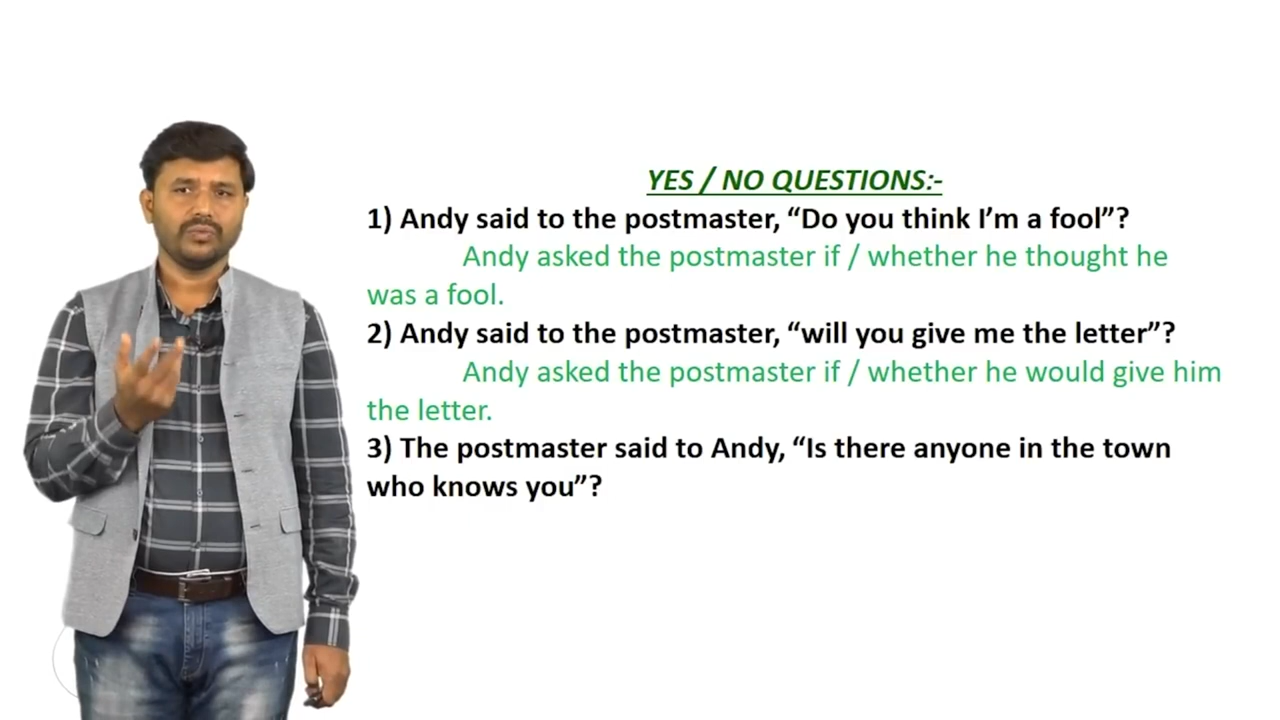 YES / NO QUESTIONS:-
1) Andy said to the postmaster, “Do you think I’m a fool”?
Andy asked the postmaster if / whether he thought he
was a fool.
2) Andy said to the postmaster, “will you give me the letter”?
Andy asked the postmaster if / whether he would give him
the letter.
3) The postmaster said to Andy, “Is there anyone in the town
who knows you”?